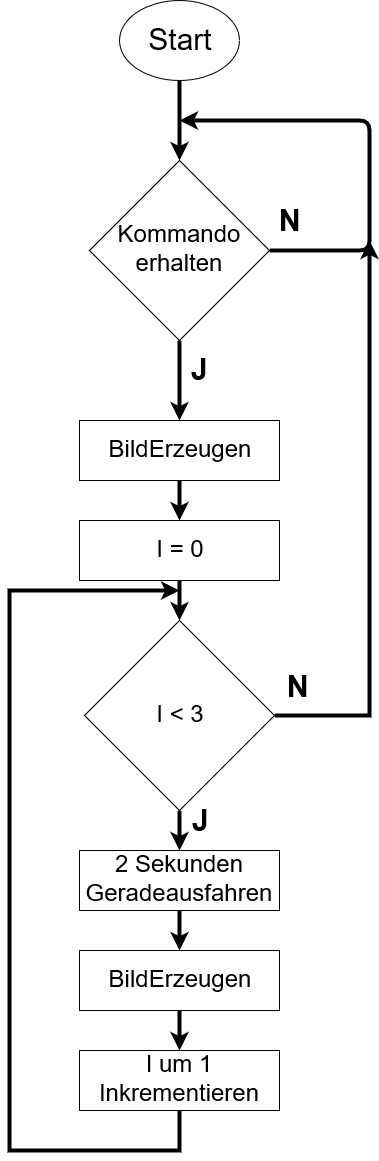 Start
Kommando
erhalten
N
J
BildErzeugen
I = 0
I < 3
N
J
2 Sekunden
Geradeausfahren
BildErzeugen
I um 1
Inkrementieren